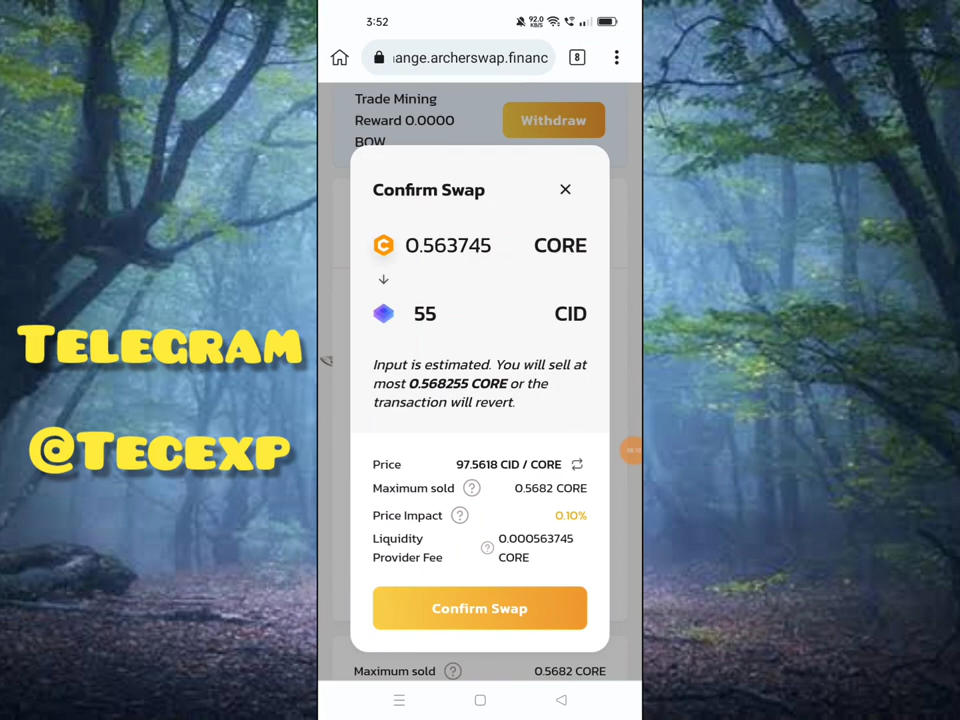 3:52
92.0
KB/S
ange.archerswap.financ
8
Trade Mining
Reward 0.0000
BOW
Withdraw
Confirm Swap
0.563745 CORE
55 CID
Input is estimated. You will sell at
most 0.568255 CORE or the
transaction will revert.
Price 97.5618 CID / CORE
Maximum sold ? 0.5682 CORE
Price Impact ? 0.10%
Liquidity
Provider Fee ? 0.000563745
CORE
Confirm Swap
Maximum sold ? 0.5682 CORE
Telegram
@Tecexp